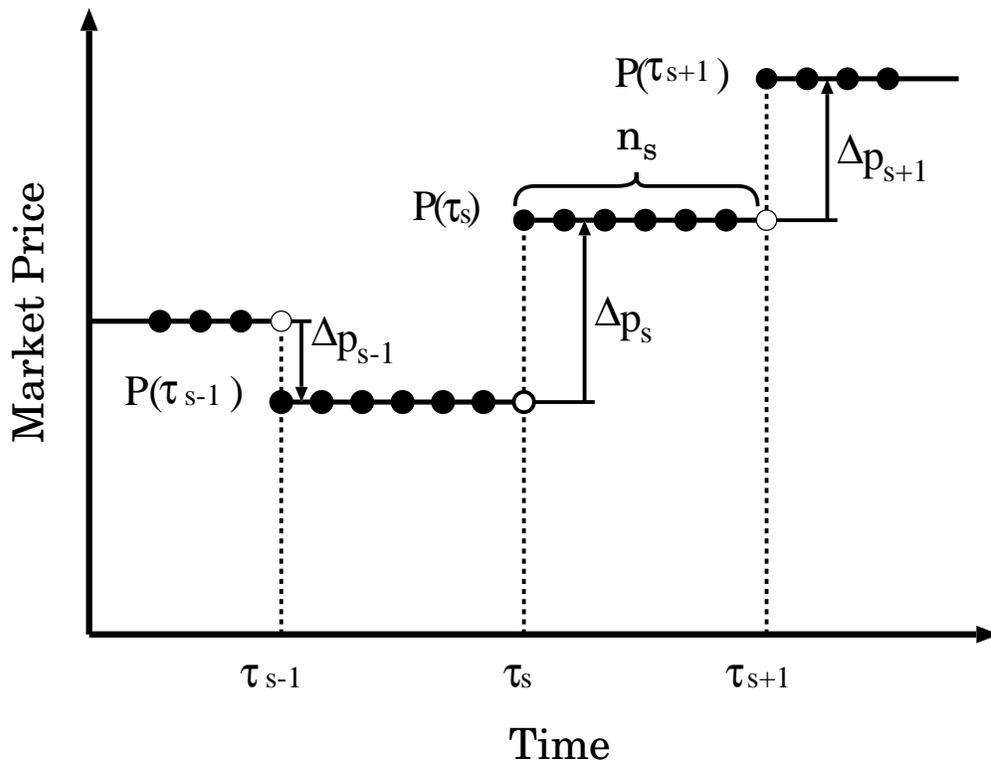 P(τs+1)
ns
Δps+1
P(τs)
Δps
Δps-1
P(τs-1)
Market Price
τs-1
τs
τs+1
Time